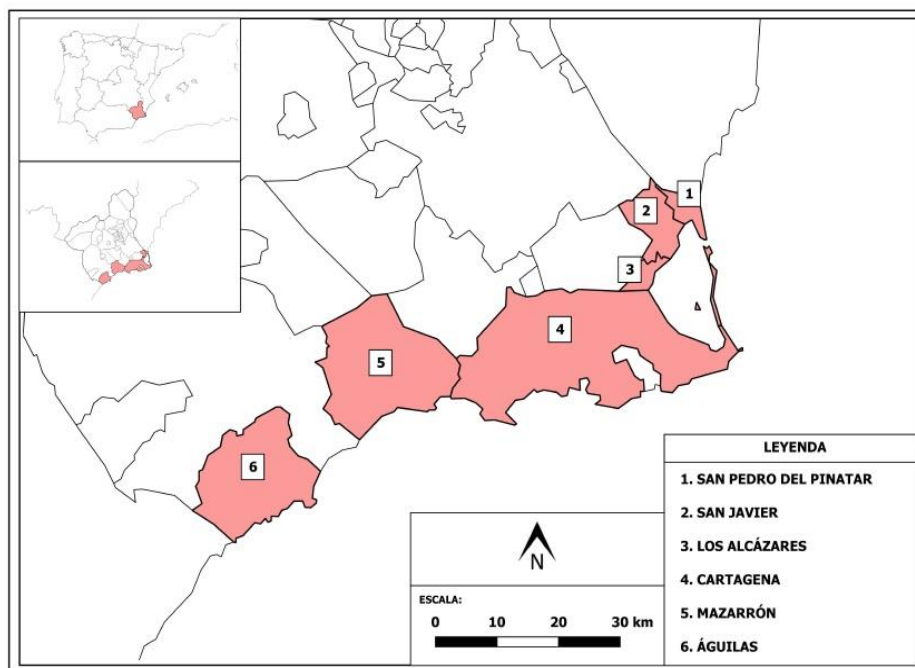 1
2
3
4
5
6
LEYENDA
1. SAN PEDRO DEL PINATAR
2. SAN JAVIER
3. LOS ALCÁZARES
4. CARTAGENA
5. MAZARRÓN
6. ÁGUILAS
N
ESCALA:
0 10 20 30 km